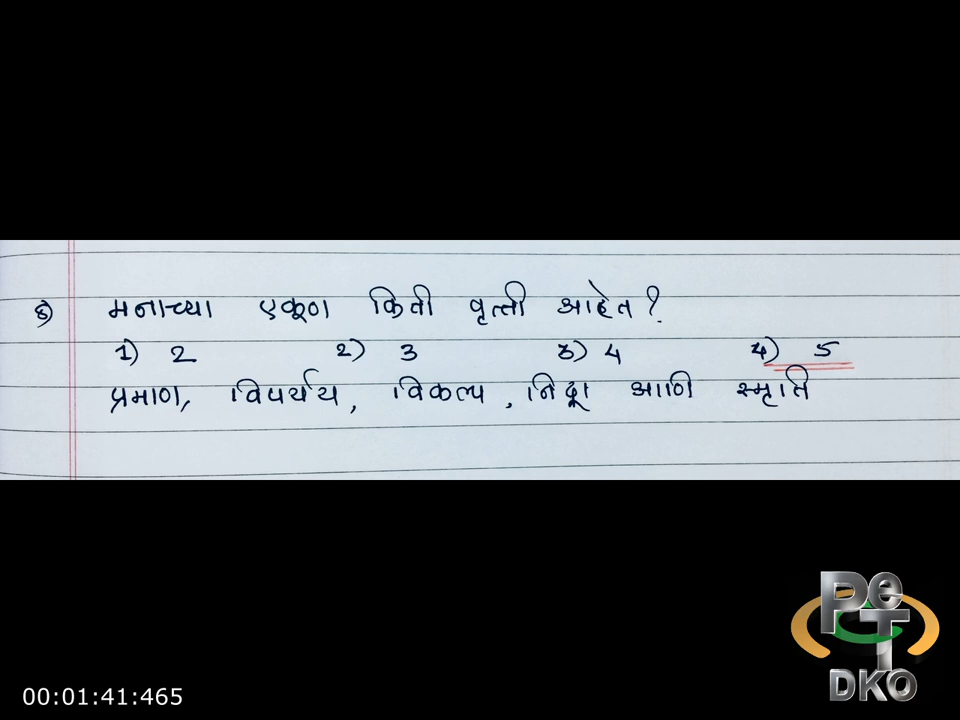 ६) मनाच्या एकूण किती वृत्ती आहेत?
1) 2 2) 3 3) 4 4) 5
प्रमाण, विपर्यय, विकल्प, निद्रा आणि स्मृति
PeT
DKO
00:01:41:465